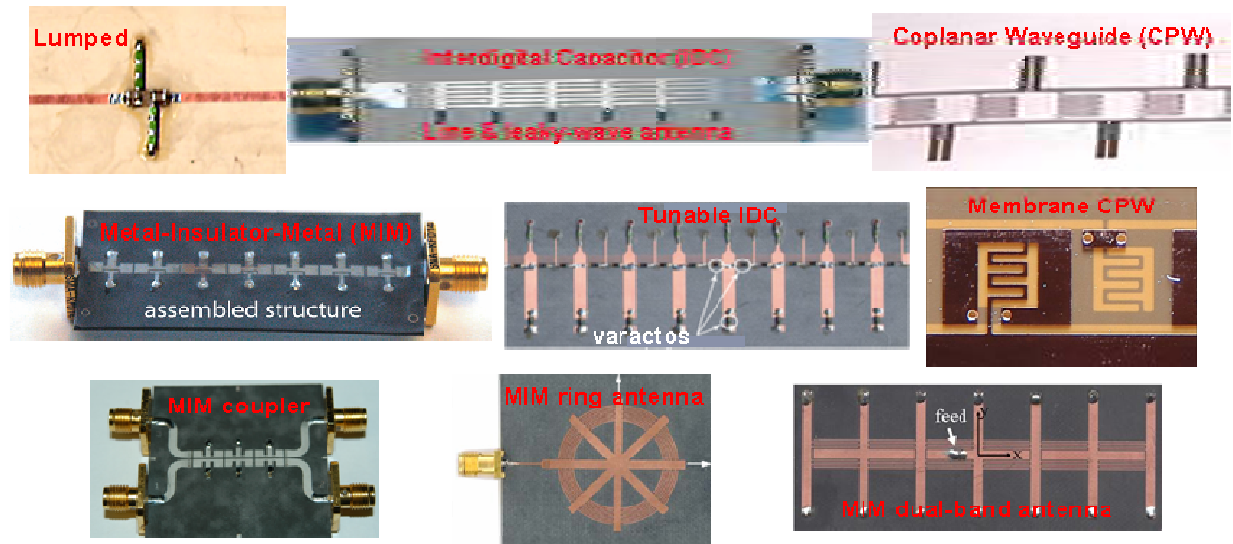 Lumped
Interdigital Capacitor (IDC)
Line & leaky-wave antenna
Coplanar Waveguide (CPW)
Metal-Insulator-Metal (MIM)
assembled structure
Tunable IDC
varactos
Membrane CPW
MIM coupler
MIM ring antenna
feed
y
x
MIM dual-band antenna